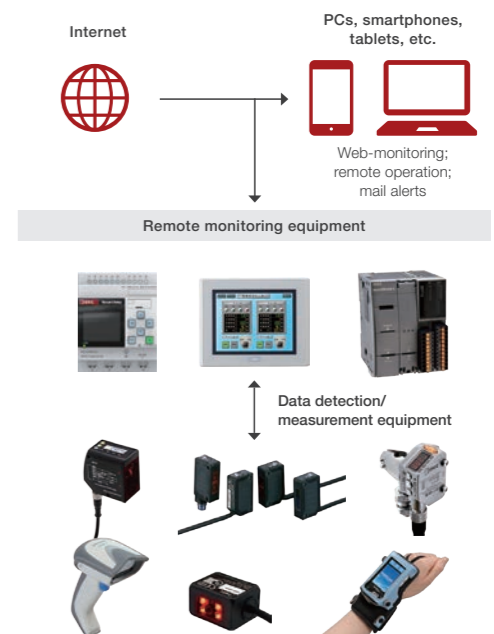 Internet
PCs, smartphones,
tablets, etc.
Web-monitoring;
remote operation;
mail alerts
Remote monitoring equipment
Data detection/
measurement equipment